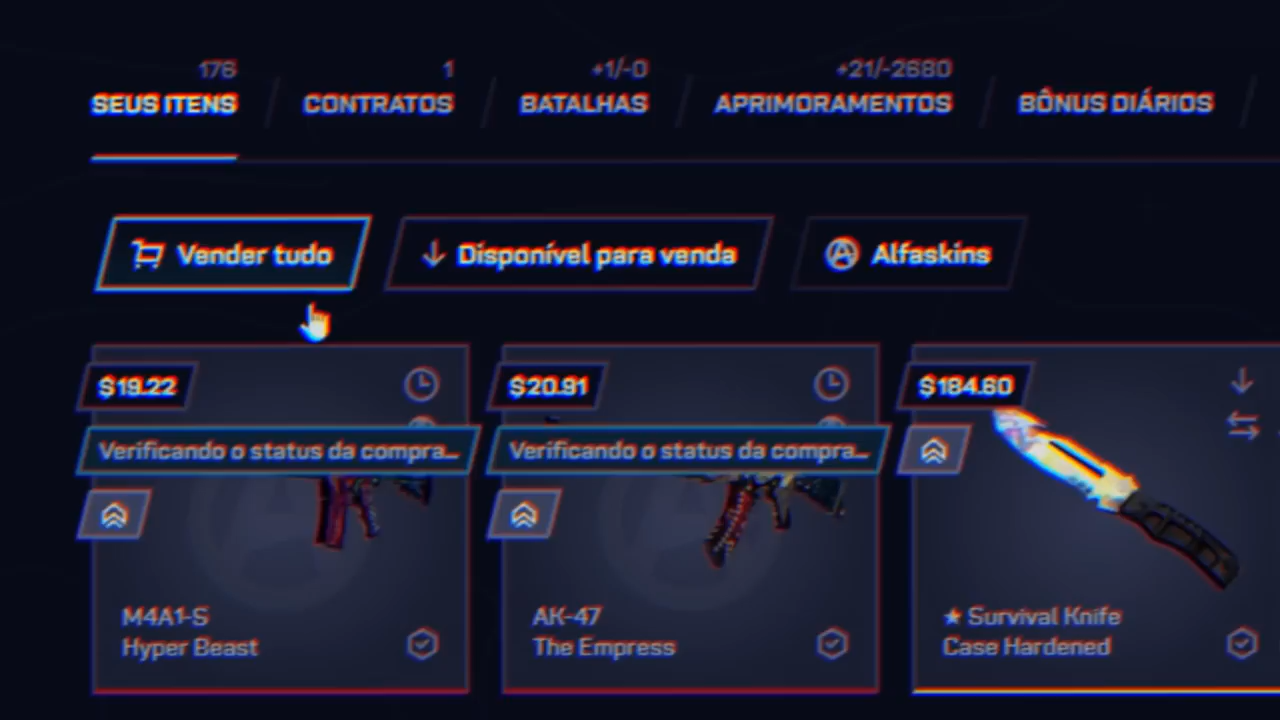 176
1
+1/-0
+21/-2680
SEUS ITENS
CONTRATOS
BATALHAS
APRIMORAMENTOS
BÔNUS DIÁRIOS
Vender tudo
Disponível para venda
Alfaskins
$19.22
$20.91
$184.60
Verificando o status da compra...
Verificando o status da compra...
M4A1-S
Hyper Beast
AK-47
The Empress
★ Survival Knife
Case Hardened